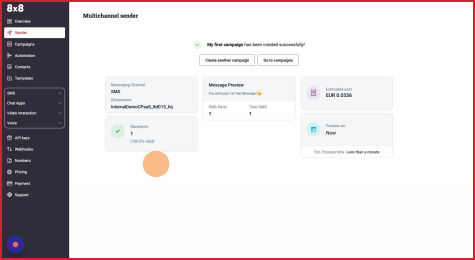 8x8
Overview
Sender
Campaigns
Automation
Contacts
Templates
SMS
Chat Apps
Video Interaction
Voice
API keys
Webhooks
Numbers
Pricing
Payment
Support
Multichannel sender
My first campaign has been created successfully!
Create another campaign
Go to campaigns
Messaging Channel
SMS
Subaccount
InternalDemoCPaaS_8dD16_hq
Recipients
1
(100.0% valid)
Message Preview
You sent your 1st Text Message!
SMS Parts
1
Total SMS
1
Estimated cost
EUR 0.0336
Process on
Now
Est. Process time. Less than a minute